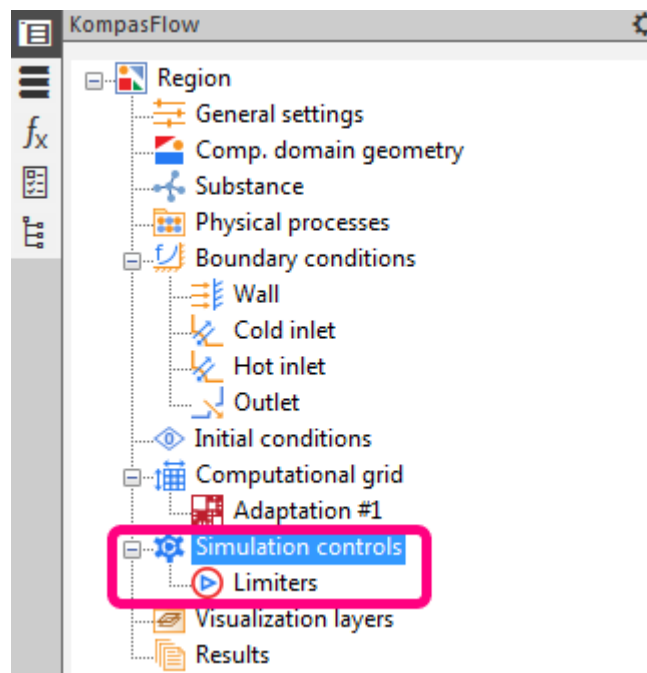 KompasFlow
Region
General settings
Comp. domain geometry
Substance
Physical processes
Boundary conditions
Wall
Cold inlet
Hot inlet
Outlet
Initial conditions
Computational grid
Adaptation #1
Simulation controls
Limiters
Visualization layers
Results
fx